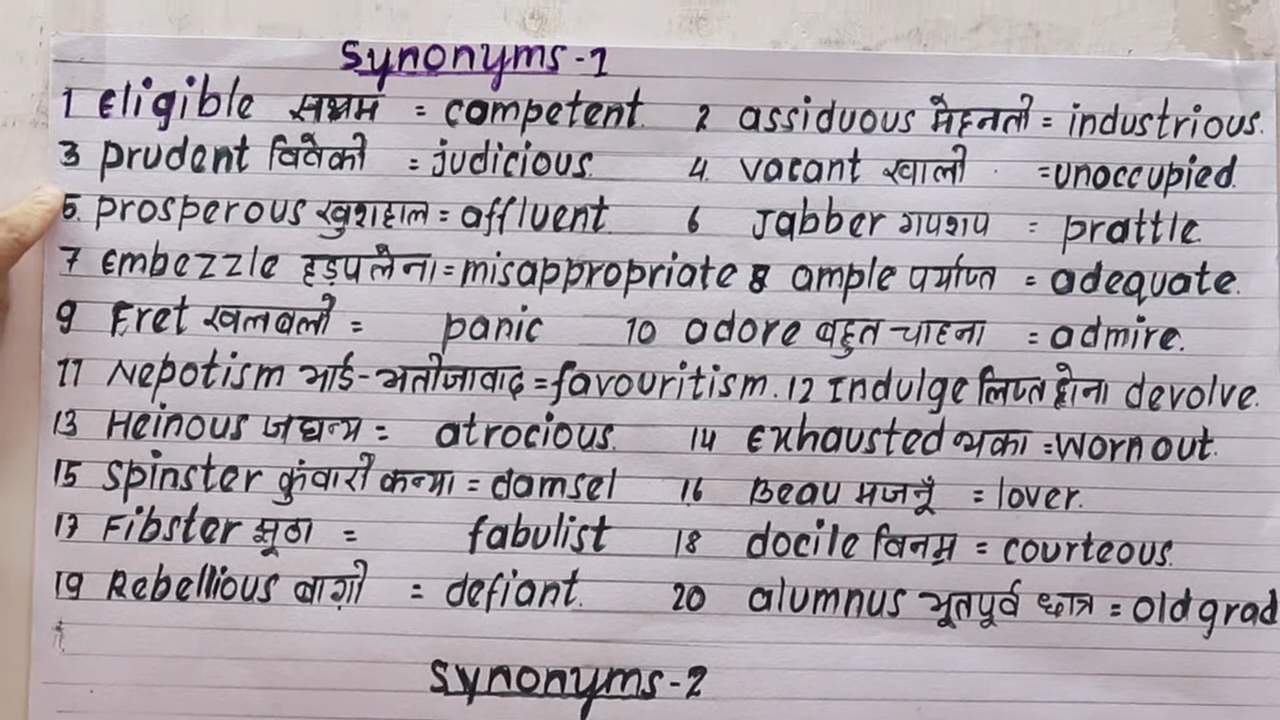 Synonyms-1
1 Eligible सक्षम = competent. 2 assiduous मेहनती = industrious.
3 prudent विवेकी = judicious. 4. vacant खाली = unoccupied.
5. prosperous खुशहाल = affluent 6 Jabber गपशप = prattle.
7 Embezzle हड़पलेना = misappropriate 8 ample पर्याप्त = adequate.
9 Fret खलबली = panic 10 adore बहुत चाहना = admire.
11 Nepotism भाई-भतीजावाद = favouritism. 12 Indulge लिप्त होना devolve.
13 Heinous जघन्य = atrocious. 14 Exhausted थका = worn out.
15 Spinster कुंवारी कन्या = damsel 16 Beau मजनूँ = lover.
17 Fibster झूठा = fabulist 18 docile विनम्र = courteous.
19 Rebellious बाग़ी = defiant. 20 alumnus भूतपूर्व छात्र = old grad
Synonyms-2